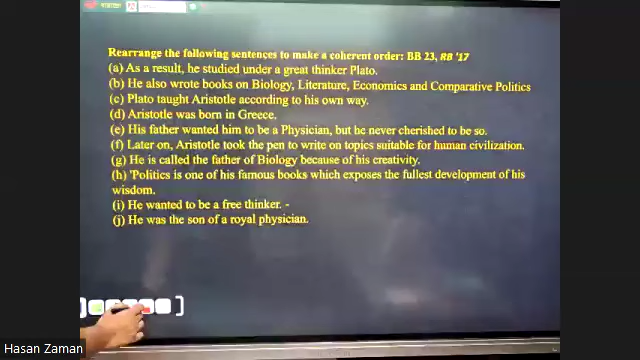 Rearrange the following sentences to make a coherent order: BB 23, RB '17
(a) As a result, he studied under a great thinker Plato.
(b) He also wrote books on Biology, Literature, Economics and Comparative Politics
(c) Plato taught Aristotle according to his own way.
(d) Aristotle was born in Greece.
(e) His father wanted him to be a Physician, but he never cherished to be so.
(f) Later on, Aristotle took the pen to write on topics suitable for human civilization.
(g) He is called the father of Biology because of his creativity.
(h) 'Politics is one of his famous books which exposes the fullest development of his
wisdom.
(i) He wanted to be a free thinker. -
(j) He was the son of a royal physician.
Hasan Zaman